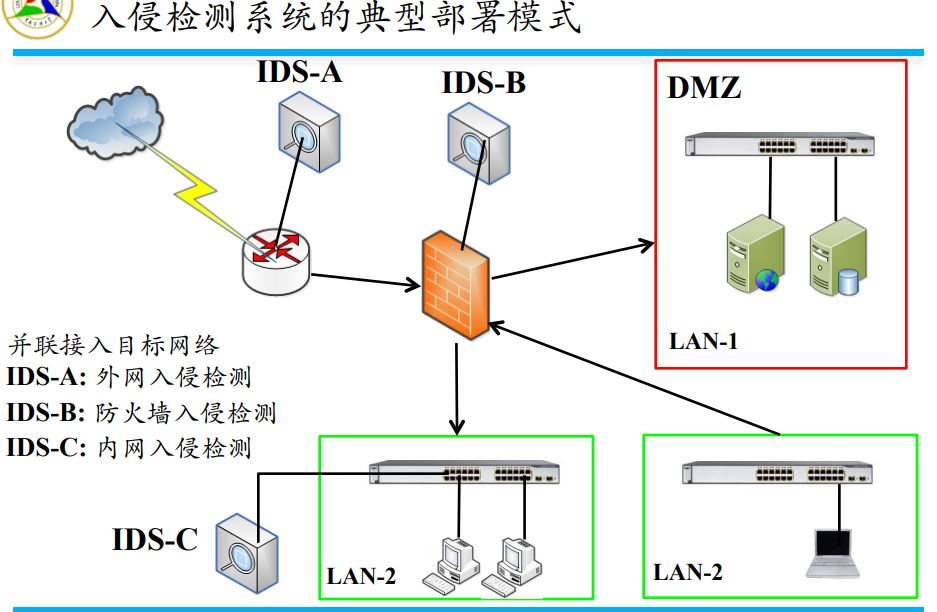 入侵检测系统的典型部署模式
IDS-A
IDS-B
DMZ
LAN-1
并联接入目标网络
IDS-A: 外网入侵检测
IDS-B: 防火墙入侵检测
IDS-C: 内网入侵检测
IDS-C
LAN-2
LAN-2